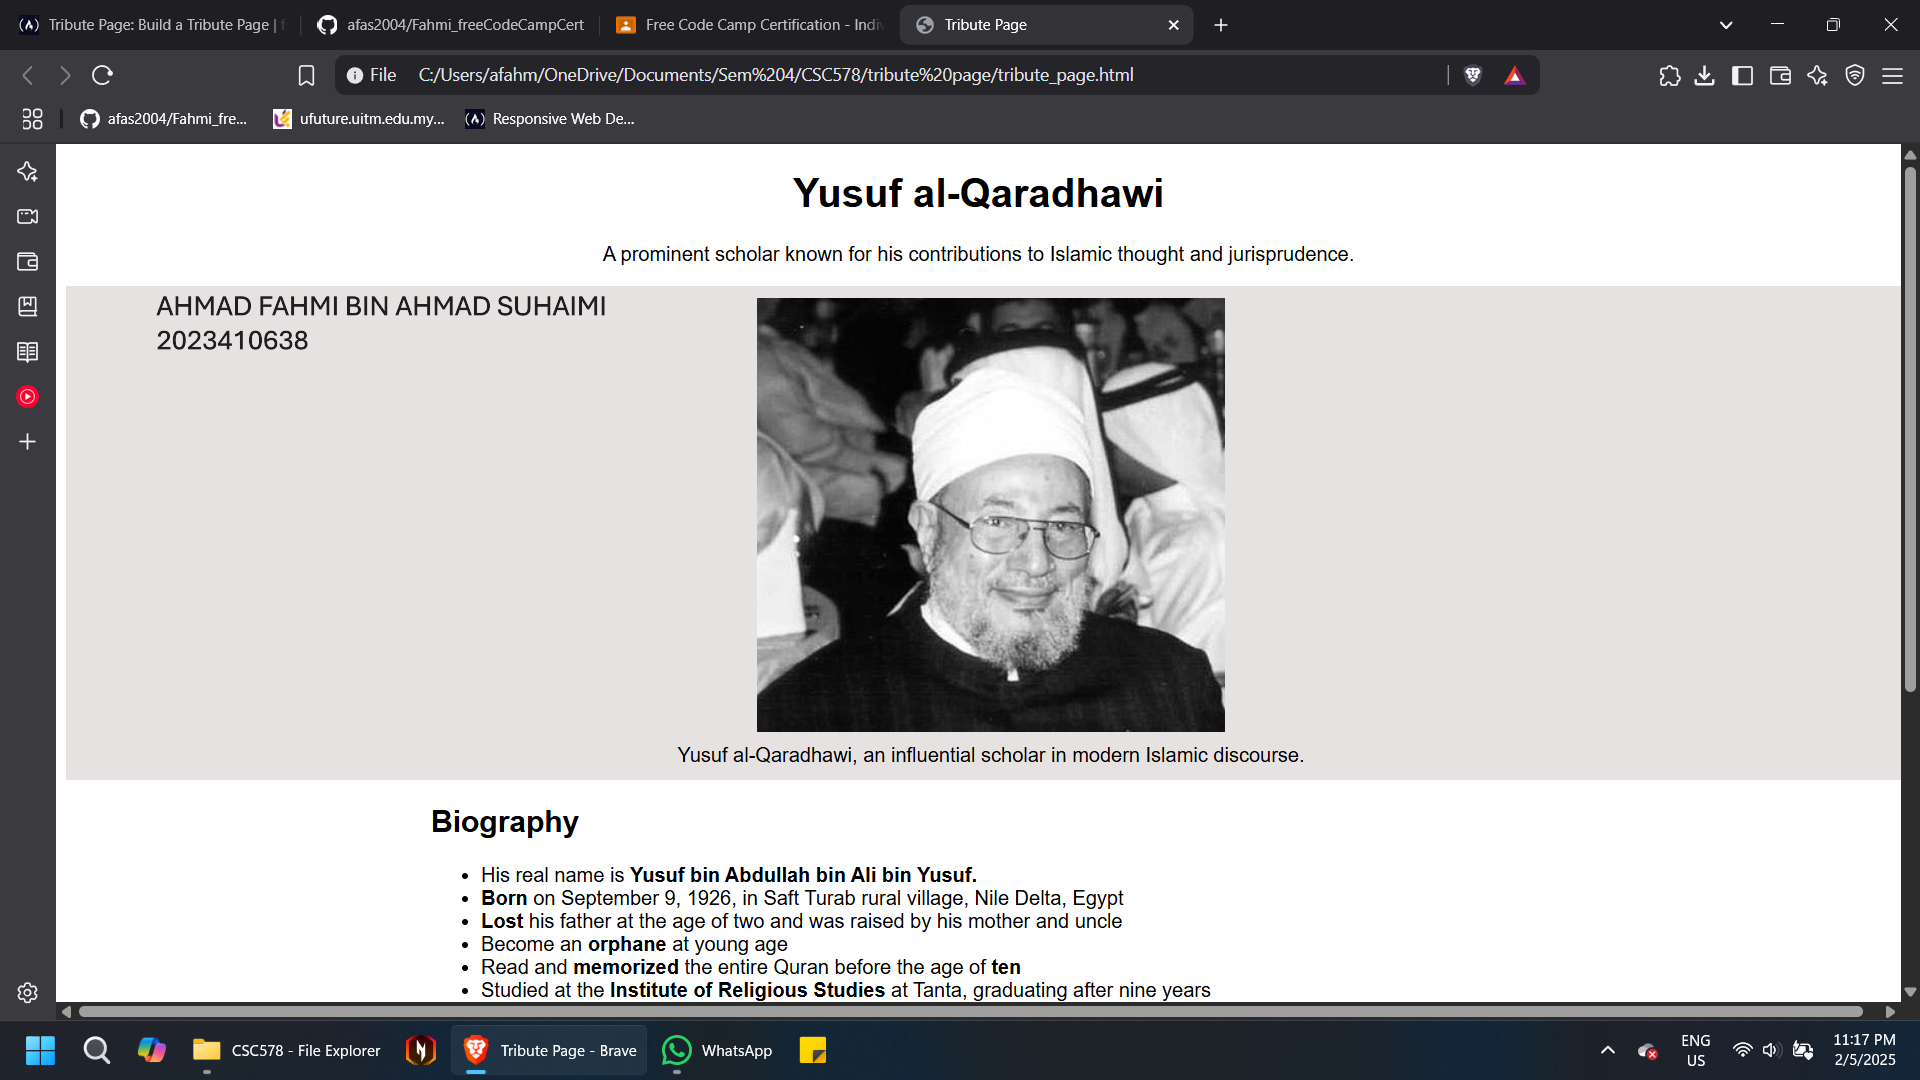 Tribute Page: Build a Tribute Page |
afas2004/Fahmi_freeCodeCampCert
Free Code Camp Certification - Indiv
Tribute Page
File
C:/Users/afahm/OneDrive/Documents/Sem%204/CSC578/tribute%20page/tribute_page.html
afas2004/Fahmi_fre...
ufuture.uitm.edu.my...
Responsive Web De...
Yusuf al-Qaradhawi
A prominent scholar known for his contributions to Islamic thought and jurisprudence.
AHMAD FAHMI BIN AHMAD SUHAIMI
2023410638
Yusuf al-Qaradhawi, an influential scholar in modern Islamic discourse.
Biography
• His real name is Yusuf bin Abdullah bin Ali bin Yusuf.
• Born on September 9, 1926, in Saft Turab rural village, Nile Delta, Egypt
• Lost his father at the age of two and was raised by his mother and uncle
• Become an orphane at young age
• Read and memorized the entire Quran before the age of ten
• Studied at the Institute of Religious Studies at Tanta, graduating after nine years
CSC578 - File Explorer
Tribute Page - Brave
WhatsApp
ENG
US
11:17 PM
2/5/2025